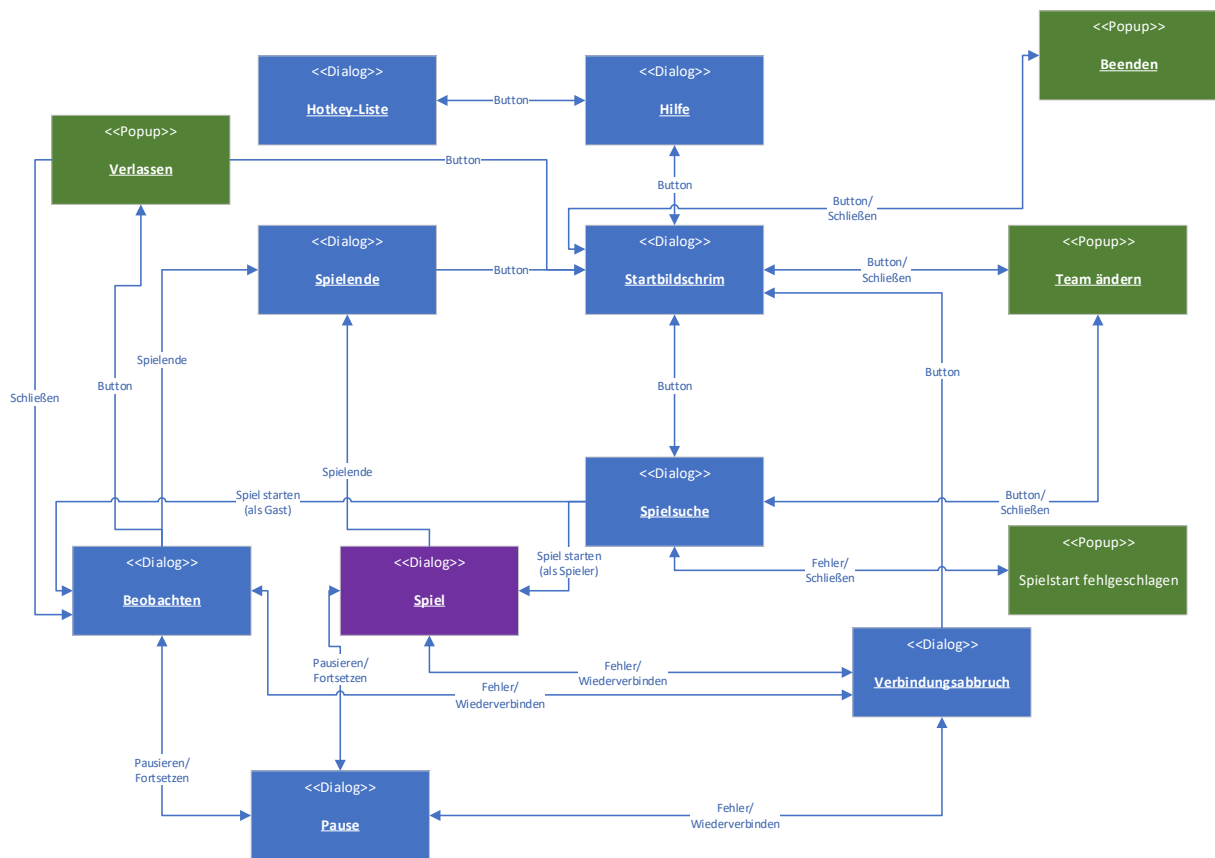 <<Popup>>
Beenden
<<Dialog>>
Hotkey-Liste
Button
<<Dialog>>
Hilfe
<<Popup>>
Verlassen
Button
Button
Button/
Schließen
<<Dialog>>
Spielende
Button
<<Dialog>>
Startbildschrim
Button/
Schließen
<<Popup>>
Team ändern
Spielende
Schließen
Button
Button
Button
Spielende
<<Dialog>>
Spielsuche
Spiel starten
(als Gast)
Button/
Schließen
<<Dialog>>
Beobachten
<<Dialog>>
Spiel
Spiel starten
(als Spieler)
Fehler/
Schließen
<<Popup>>
Spielstart fehlgeschlagen
<<Dialog>>
Verbindungsabbruch
Pausieren/
Fortsetzen
Fehler/
Wiederverbinden
Fehler/
Wiederverbinden
Pausieren/
Fortsetzen
<<Dialog>>
Pause
Fehler/
Wiederverbinden